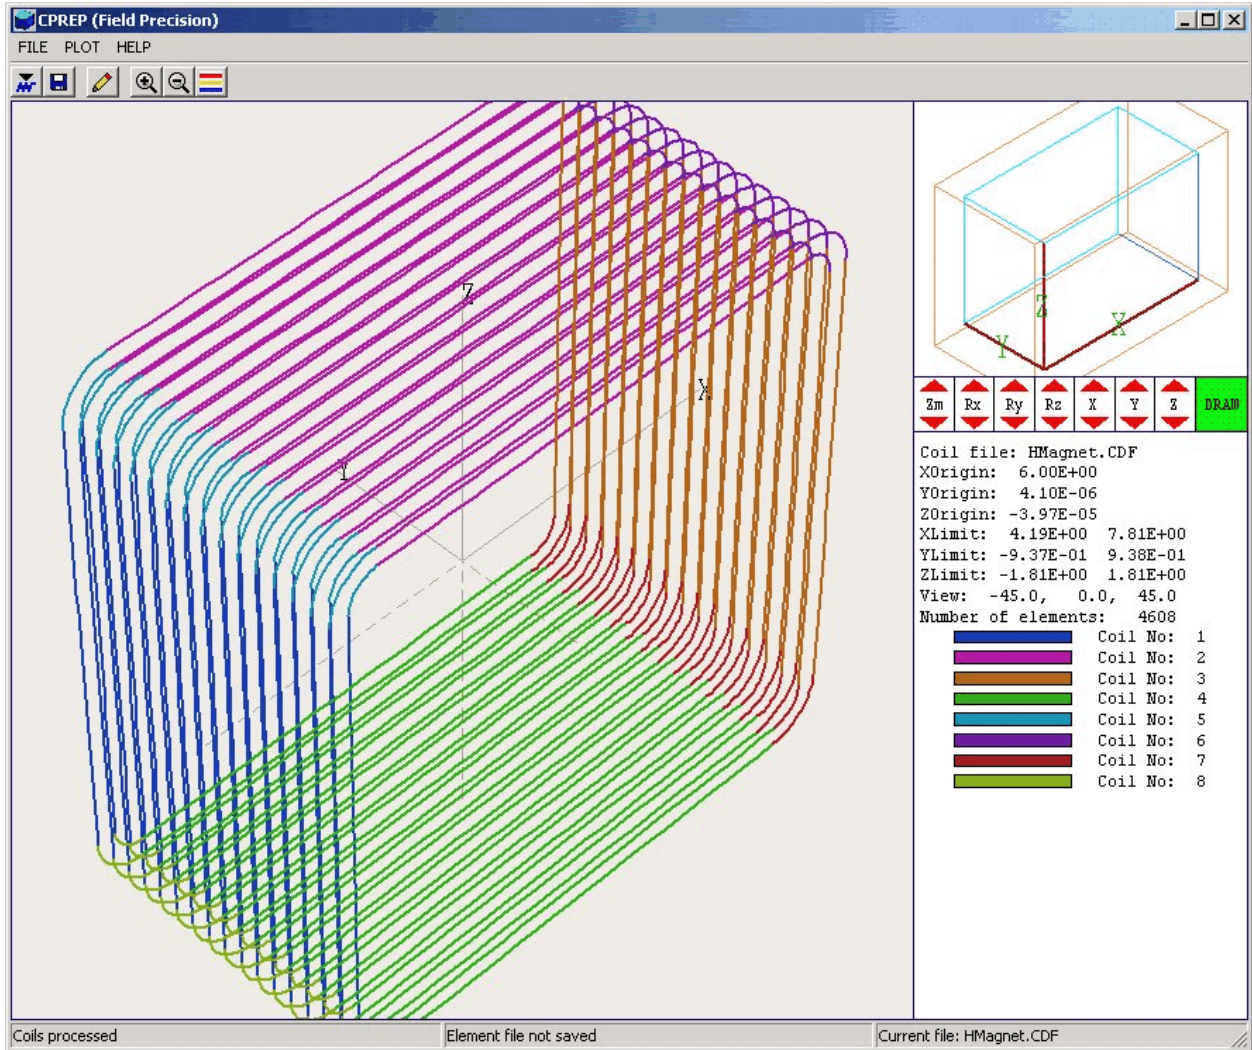 CPREP (Field Precision)
FILE PLOT HELP
Z
X
Y
Z
X
Y
Zm Rx Ry Rz X Y Z DRAW
Coil file: HMagnet.CDF
XOrigin: 6.00E+00
YOrigin: 4.10E-06
ZOrigin: -3.97E-05
XLimit: 4.19E+00 7.81E+00
YLimit: -9.37E-01 9.38E-01
ZLimit: -1.81E+00 1.81E+00
View: -45.0, 0.0, 45.0
Number of elements: 4608
Coil No: 1
Coil No: 2
Coil No: 3
Coil No: 4
Coil No: 5
Coil No: 6
Coil No: 7
Coil No: 8
Coils processed Element file not saved Current file: HMagnet.CDF